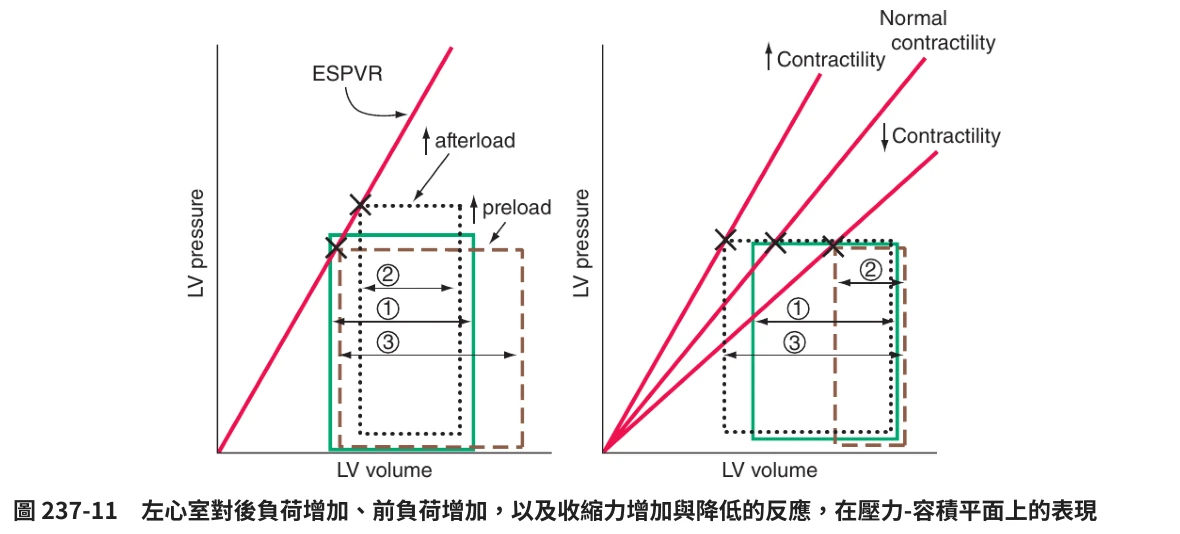 ESPVR
↑ afterload
↑ preload
②
①
③
LV pressure
LV volume
Normal
contractility
↑ Contractility
↓ Contractility
②
①
③
LV pressure
LV volume
圖 237-11 左心室對後負荷增加、前負荷增加，以及收縮力增加與降低的反應，在壓力-容積平面上的表現